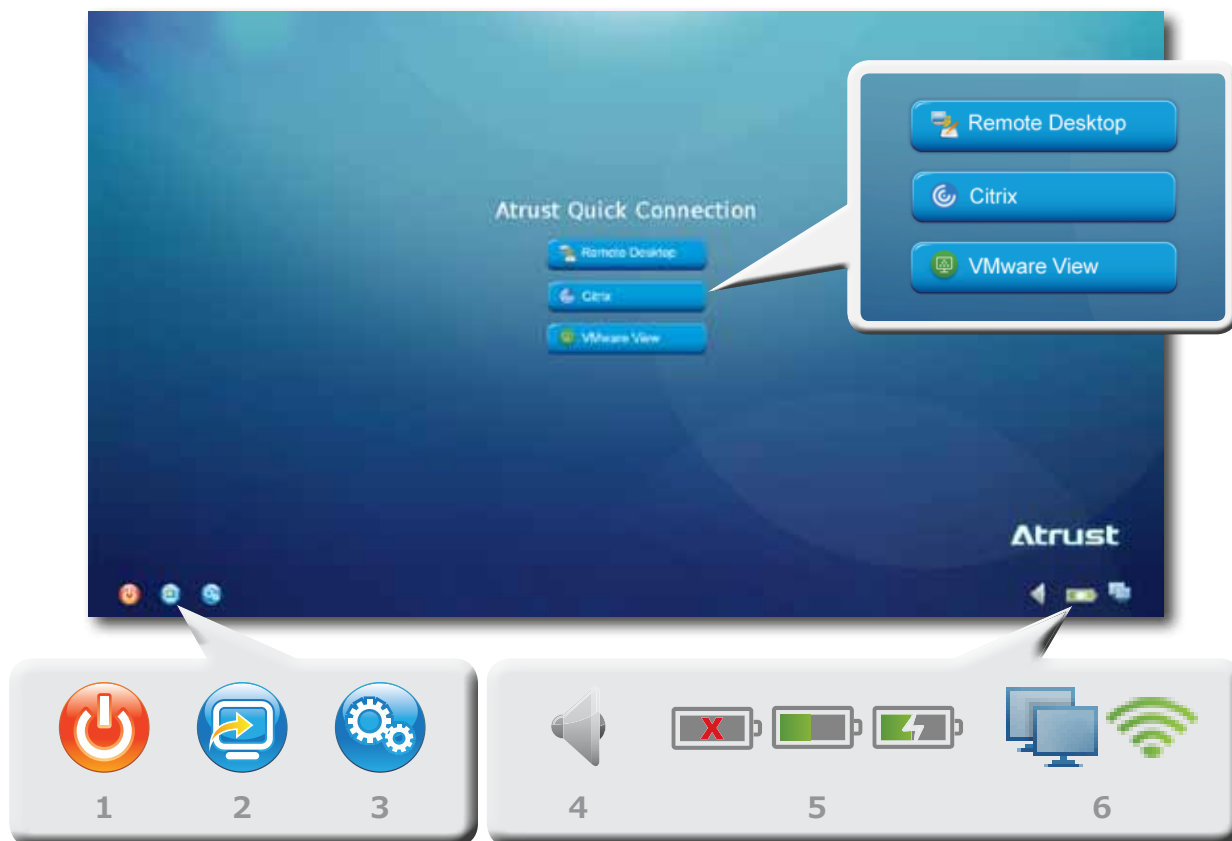 Remote Desktop
Citrix
VMware View
Atrust Quick Connection
Remote Desktop
Citrix
VMware View
Atrust
1
2
3
4
5
6